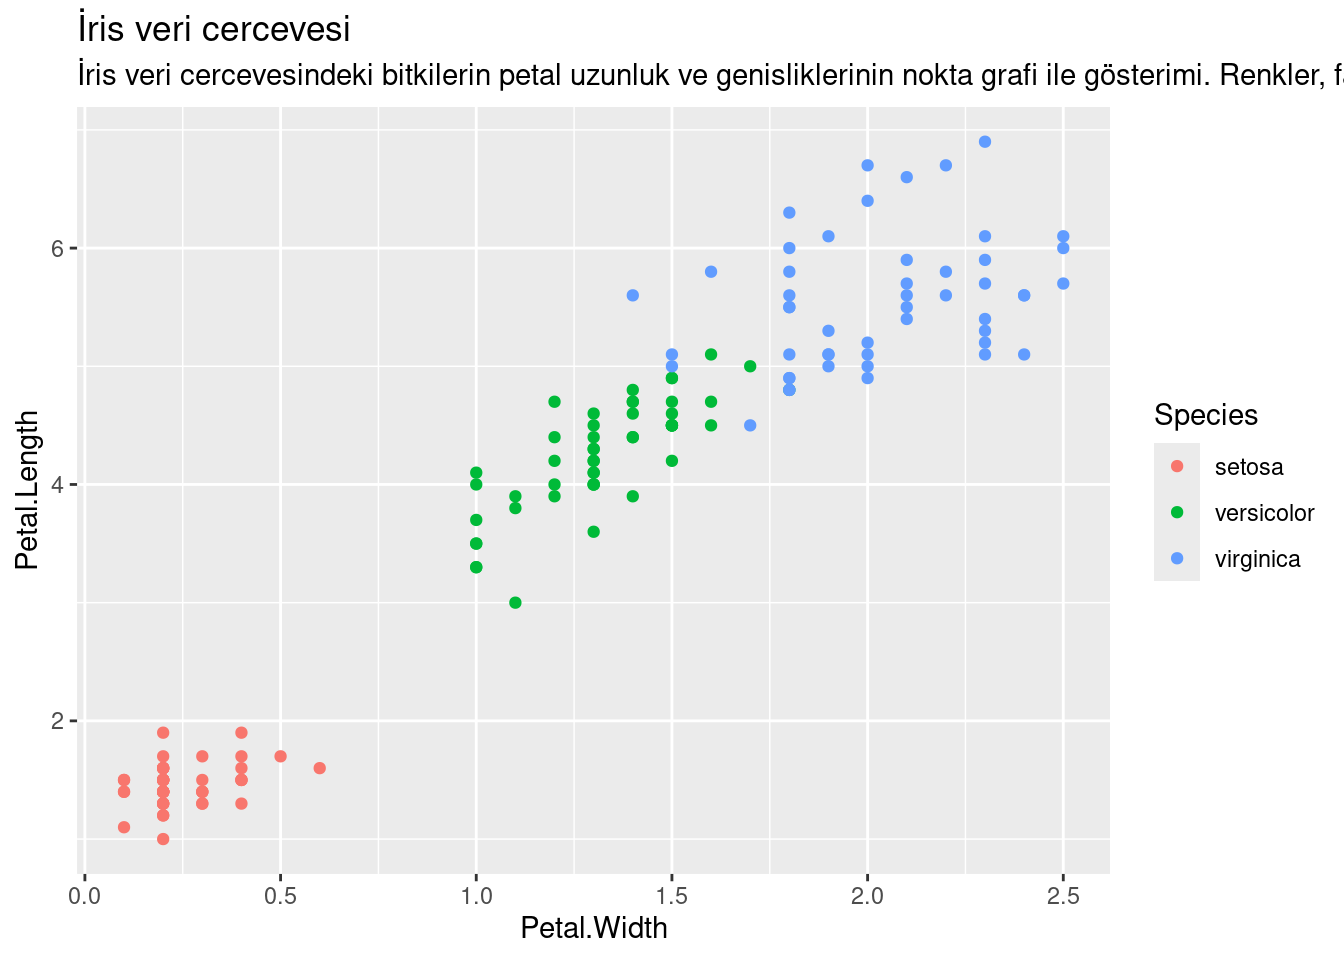 İris veri cercevesi
İris veri cercevesindeki bitkilerin petal uzunluk ve genisliklerinin nokta grafi ile gösterimi. Renkler,
Petal.Length
6
4
2
0.0 0.5 1.0 1.5 2.0 2.5
Petal.Width
Species
setosa
versicolor
virginica